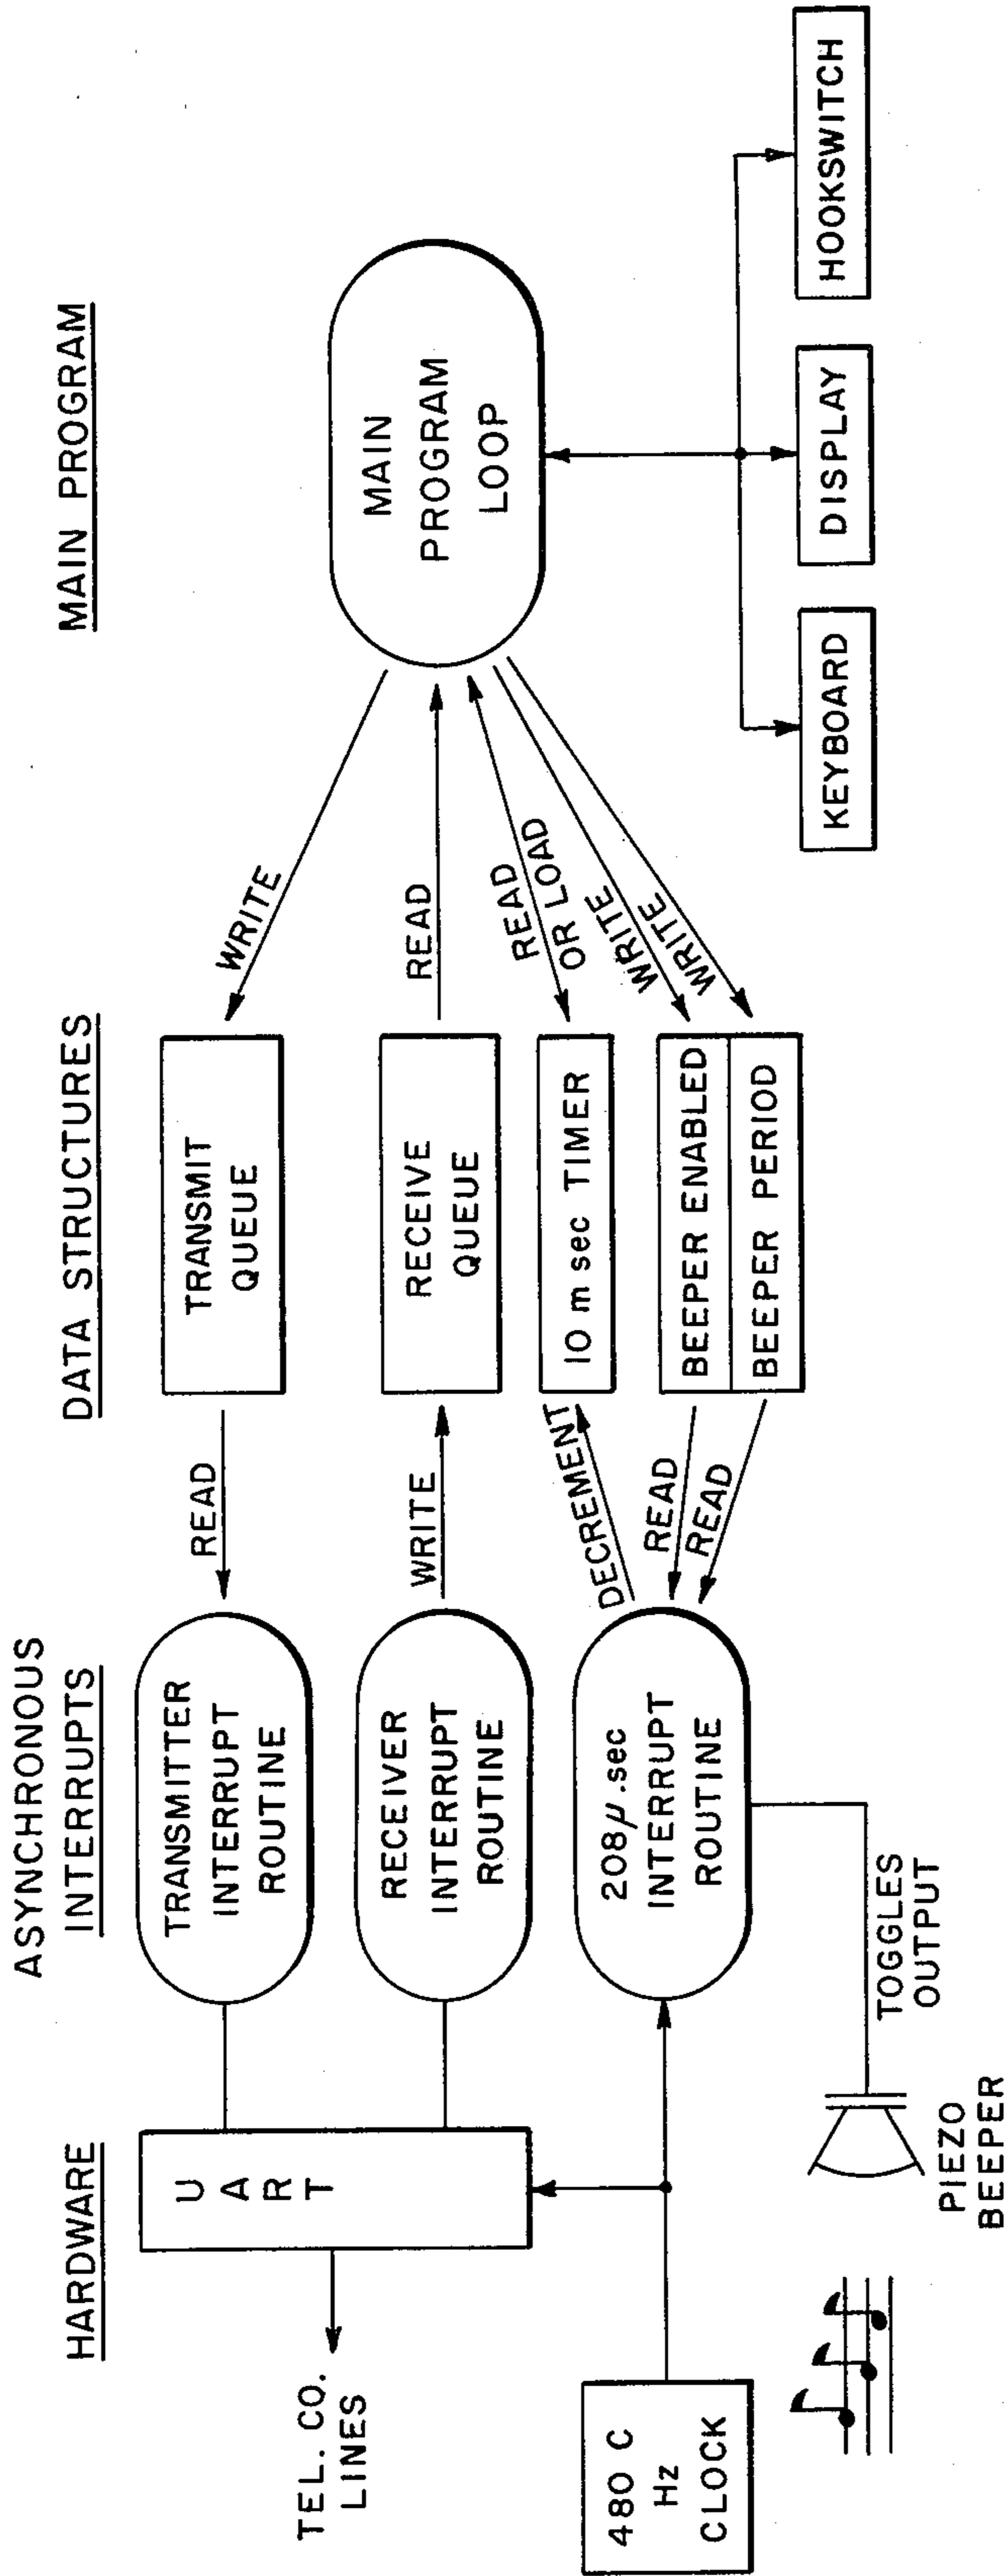 HARDWARE
ASYNCHRONOUS
INTERRUPTS
DATA STRUCTURES
MAIN PROGRAM
TEL. CO.
LINES
U
A
R
T
480 C
Hz
CLOCK
TRANSMITTER
INTERRUPT
ROUTINE
RECEIVER
INTERRUPT
ROUTINE
208µ.sec
INTERRUPT
ROUTINE
TOGGLES
OUTPUT
PIEZO
BEEPER
READ
WRITE
DECREMENT
READ
READ
TRANSMIT
QUEUE
RECEIVE
QUEUE
10 m sec TIMER
BEEPER ENABLED
BEEPER PERIOD
WRITE
READ
READ
OR LOAD
WRITE
WRITE
MAIN
PROGRAM
LOOP
KEYBOARD
DISPLAY
HOOKSWITCH